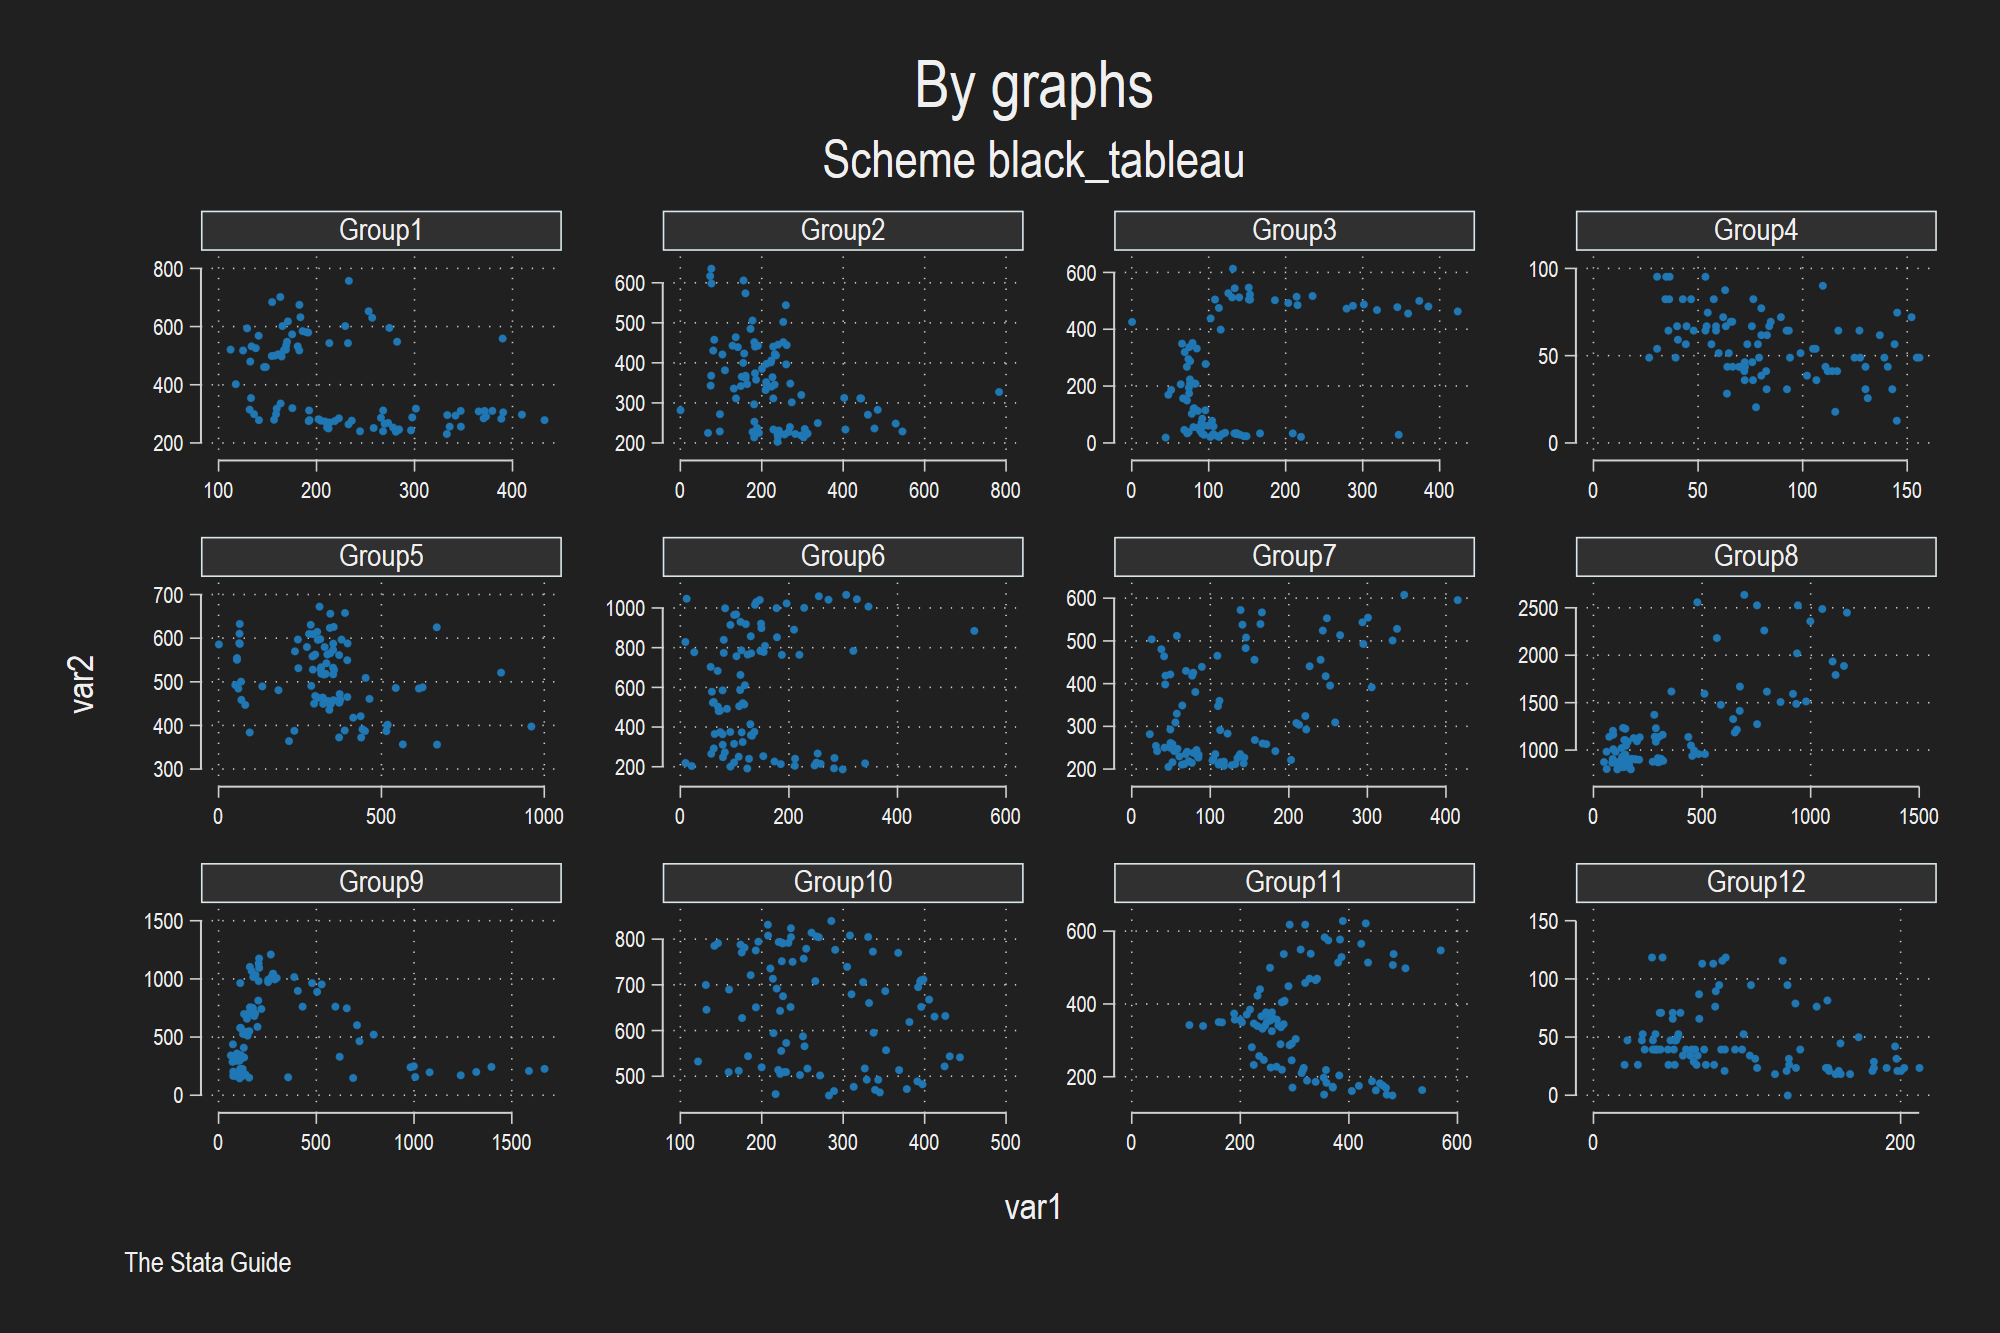 By graphs
Scheme black_tableau
Group1
Group2
Group3
Group4
800
600
400
200
100 200 300 400
600
500
400
300
200
0 200 400 600 800
600
400
200
0
0 100 200 300 400
100
50
0
0 50 100 150
Group5
Group6
Group7
Group8
700
600
500
400
300
0 500 1000
1000
800
600
400
200
0 200 400 600
600
500
400
300
200
0 100 200 300 400
2500
2000
1500
1000
0 500 1000 1500
var2
Group9
Group10
Group11
Group12
1500
1000
500
0
0 500 1000 1500
800
700
600
500
100 200 300 400 500
600
400
200
0 200 400 600
150
100
50
0
0 200
var1
The Stata Guide